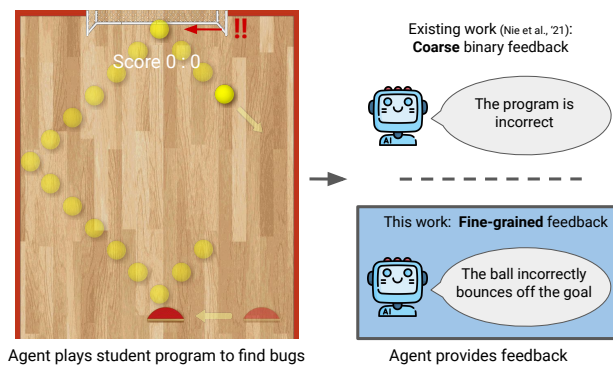 !!
Score 0 : 0
Agent plays student program to find bugs
Existing work (Nie et al., '21):
Coarse binary feedback
The program is
incorrect
AI
This work: Fine-grained feedback
The ball incorrectly
bounces off the goal
AI
Agent provides feedback